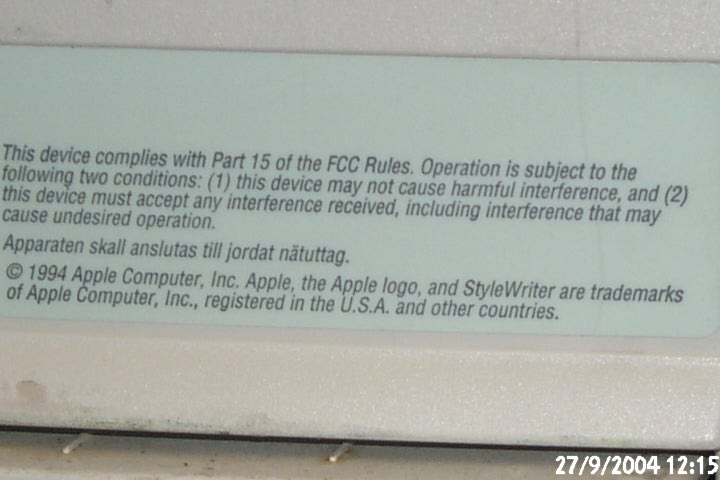 This device complies with Part 15 of the FCC Rules. Operation is subject to the
following two conditions: (1) this device may not cause harmful interference, and (2)
this device must accept any interference received, including interference that may
cause undesired operation.
Apparaten skall anslutas till jordat nätuttag.
© 1994 Apple Computer, Inc. Apple, the Apple logo, and StyleWriter are trademarks
of Apple Computer, Inc., registered in the U.S.A. and other countries.
27/9/2004 12:15